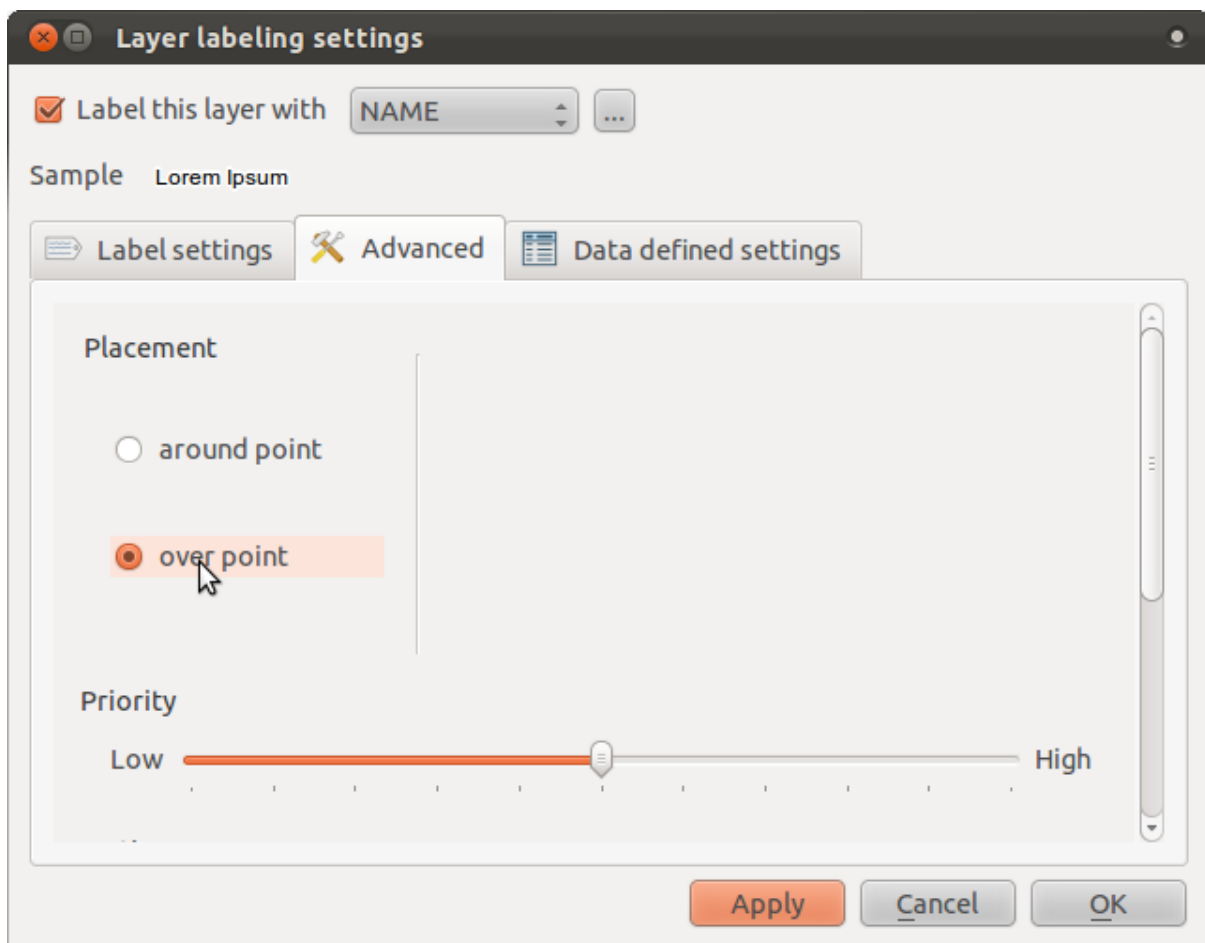 Layer labeling settings
Label this layer with NAME ...
Sample Lorem Ipsum
Label settings Advanced Data defined settings
Placement
around point
over point
Priority
Low High
Apply Cancel OK